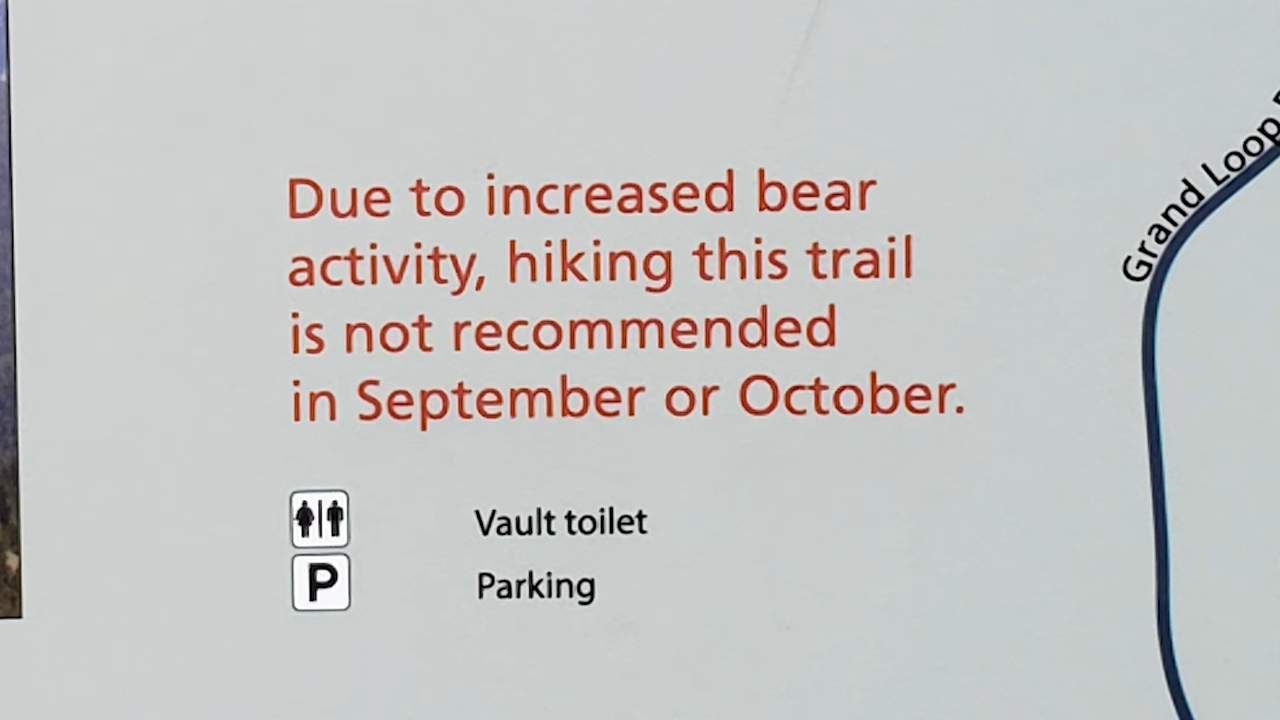 Due to increased bear
activity, hiking this trail
is not recommended
in September or October.
Vault toilet
P Parking
Grand Loop